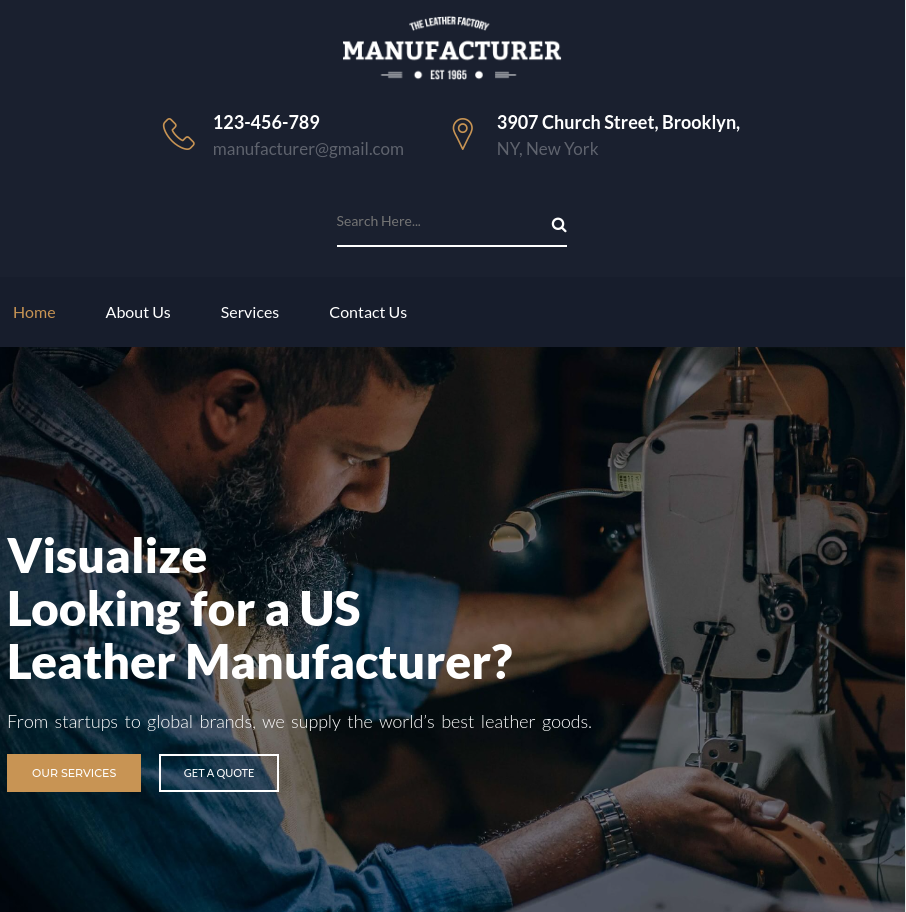 THE LEATHER FACTORY
MANUFACTURER
EST 1965
123-456-789
manufacturer@gmail.com
3907 Church Street, Brooklyn,
NY, New York
Search Here...
Home About Us Services Contact Us
Visualize
Looking for a US
Leather Manufacturer?
From startups to global brands, we supply the world's best leather goods.
OUR SERVICES GET A QUOTE